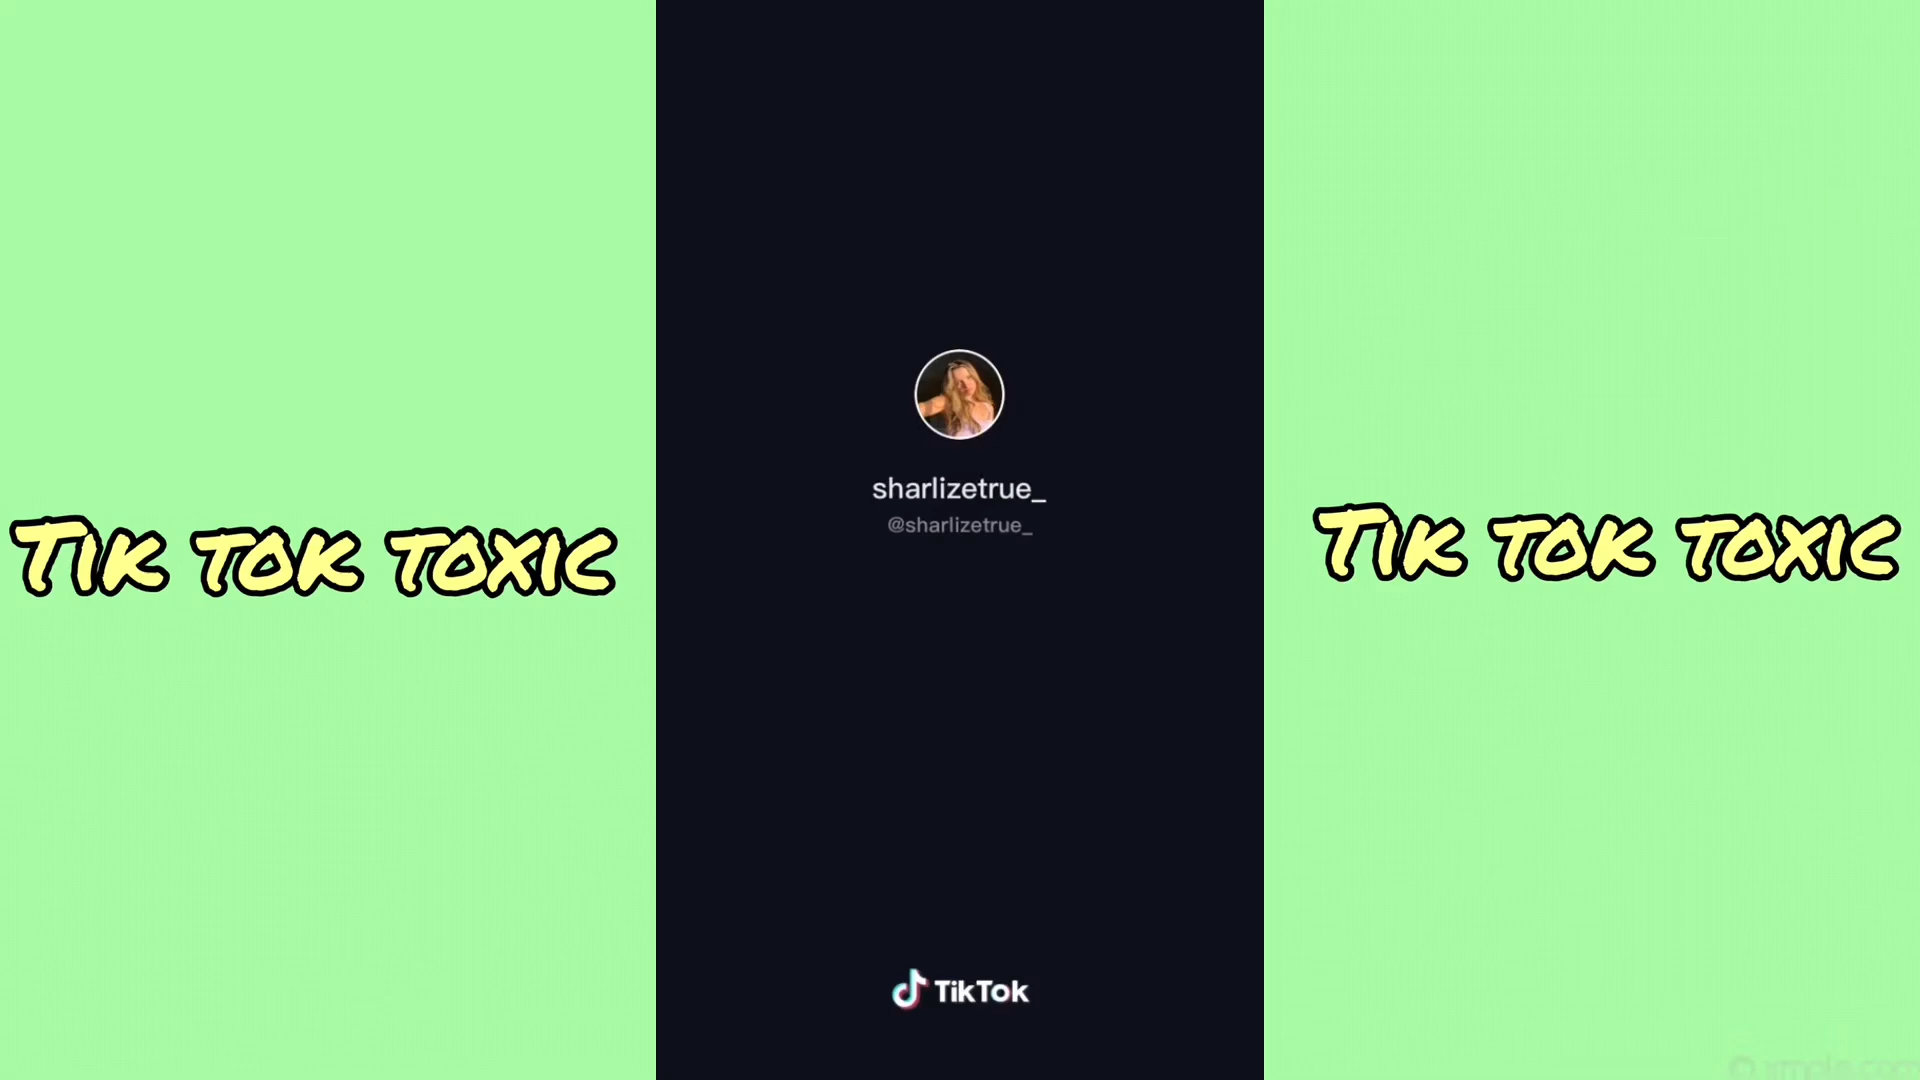 Tik tok toxic
sharlizetrue_
@sharlizetrue_
Tik tok toxic
TikTok